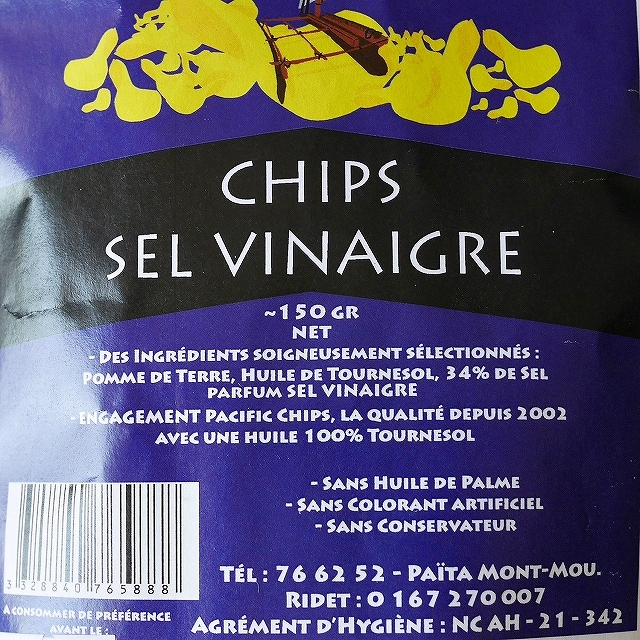 CHIPS
SEL VINAIGRE
~150 GR
NET
- Des Ingrédients soigneusement sélectionnés :
Pomme de Terre, Huile de Tournesol, 34% de Sel
parfum SEL VINAIGRE
- ENGAGEMENT Pacific Chips, la qualité depuis 2002
avec une huile 100% Tournesol
- Sans Huile de Palme
- Sans Colorant artificiel
- Sans Conservateur
3 328840 765888
A consommer de préférence
avant le :
Tél : 76 62 52 - Païta Mont-Mou.
Ridet : 0 167 270 007
Agrément d'Hygiène : NC AH - 21 - 342